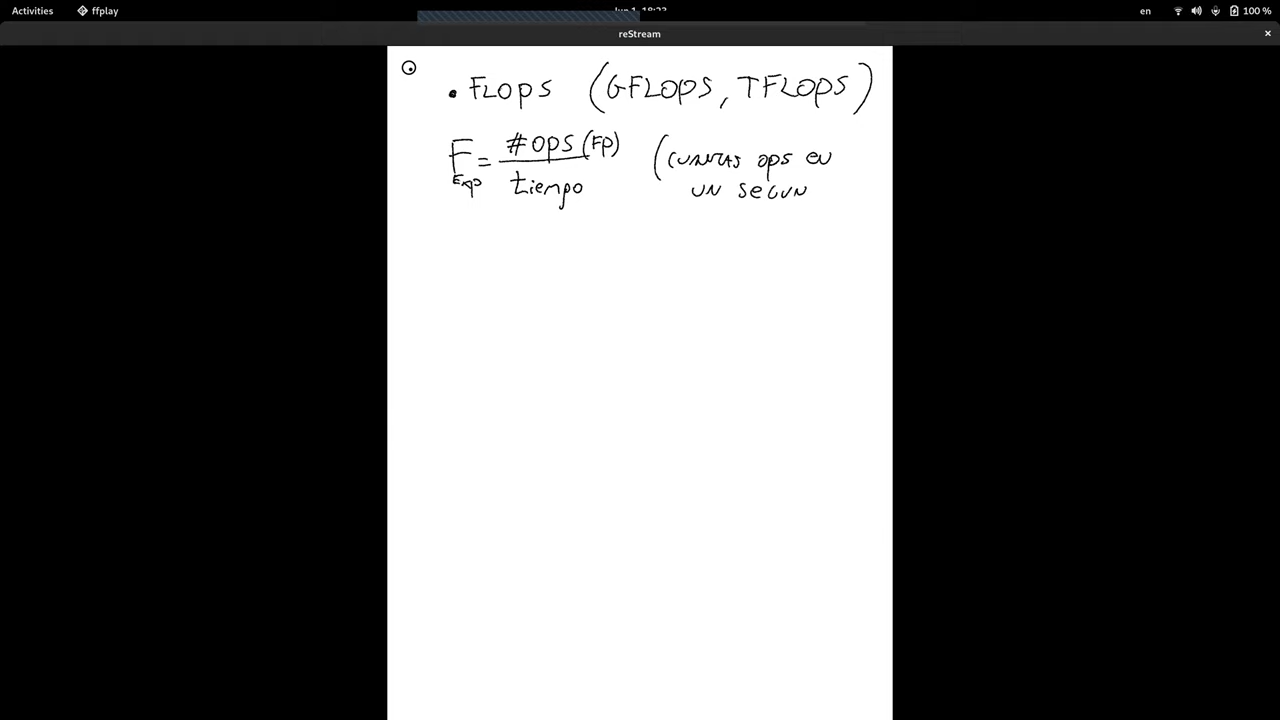 Activities ffplay en 100 %
reStream
• FLOPS (GFLOPS, TFLOPS)
F Exp = #OPS (FP) / tiempo (CUANTAS OPS EN
UN SEGUN